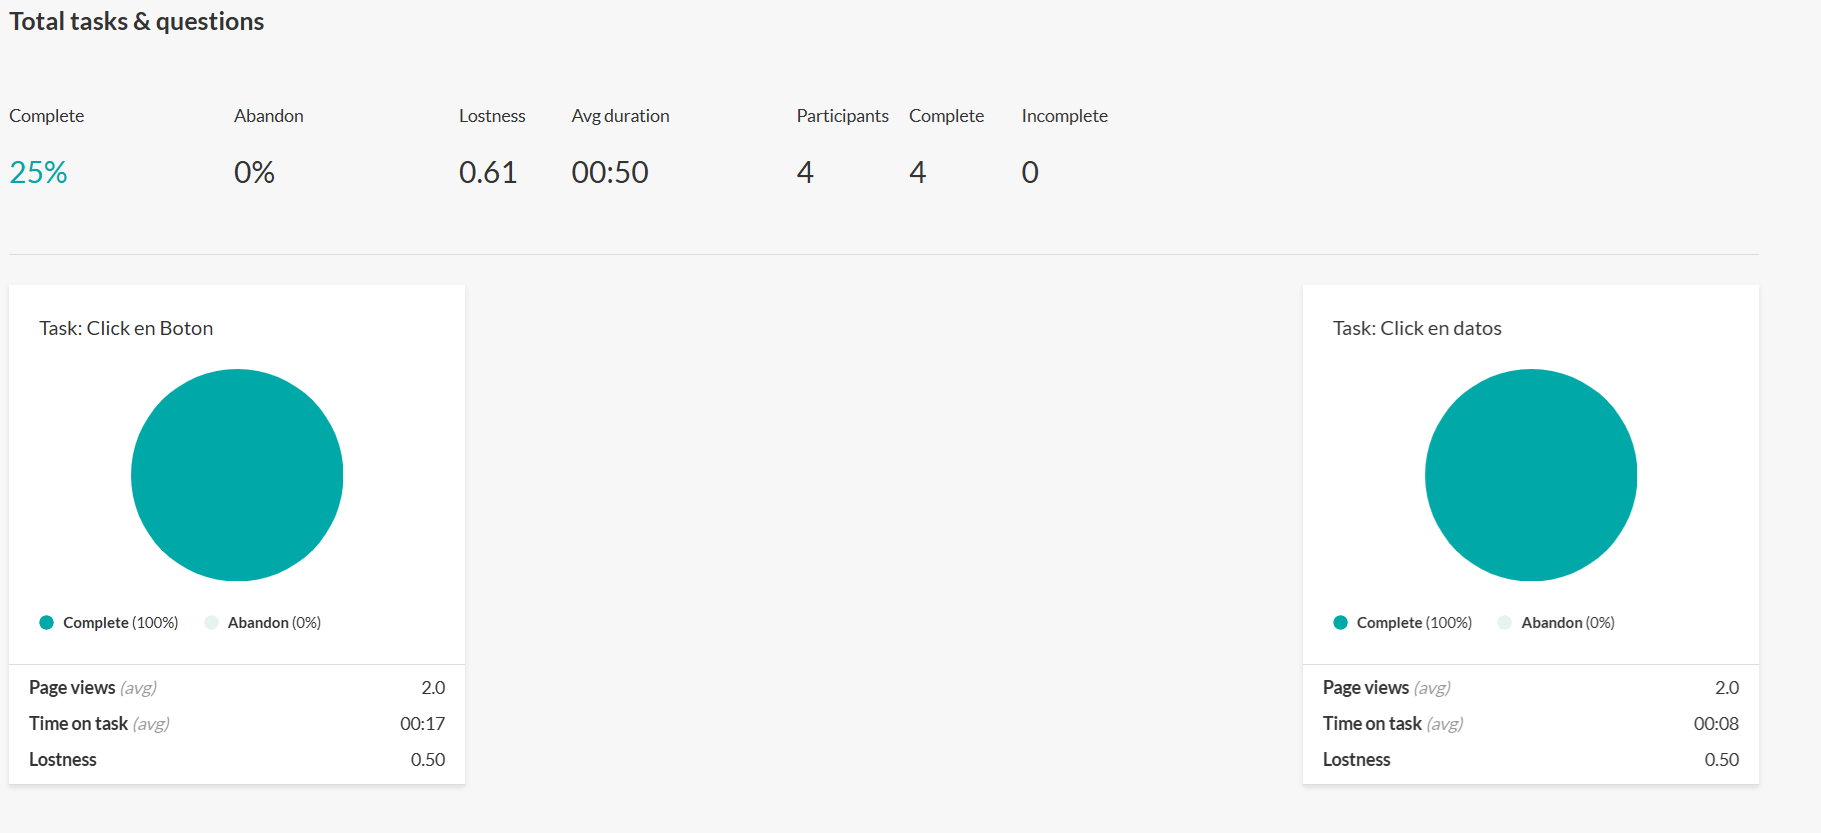 Total tasks & questions
Complete Abandon Lostness Avg duration Participants Complete Incomplete
25% 0% 0.61 00:50 4 4 0
Task: Click en Boton
Complete (100%) Abandon (0%)
Page views (avg) 2.0
Time on task (avg) 00:17
Lostness 0.50
Task: Click en datos
Complete (100%) Abandon (0%)
Page views (avg) 2.0
Time on task (avg) 00:08
Lostness 0.50